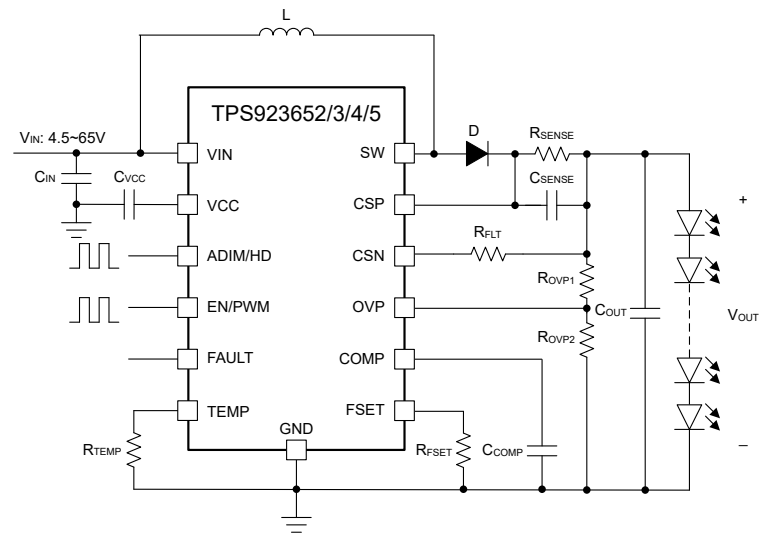 L
TPS923652/3/4/5
VIN: 4.5~65V
VIN
SW
D
RSENSE
CIN
CVCC
CSENSE
VCC
CSP
ADIM/HD
CSN
RFLT
ROVP1
EN/PWM
OVP
COUT
VOUT
ROVP2
FAULT
COMP
TEMP
FSET
GND
RTEMP
RFSET
CCOMP
+
–